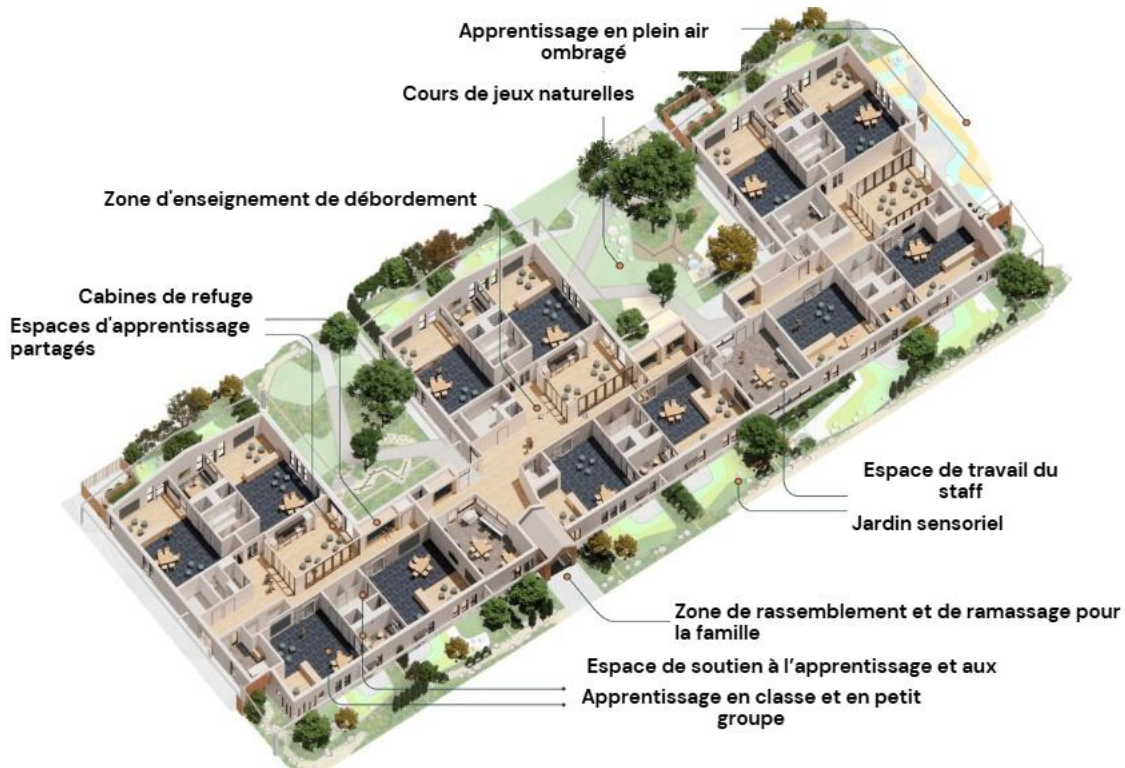 Apprentissage en plein air
ombragé
Cours de jeux naturelles
Zone d'enseignement de débordement
Cabines de refuge
Espaces d'apprentissage
partagés
Espace de travail du
staff
Jardin sensoriel
Zone de rassemblement et de ramassage pour
la famille
Espace de soutien à l'apprentissage et aux
Apprentissage en classe et en petit
groupe